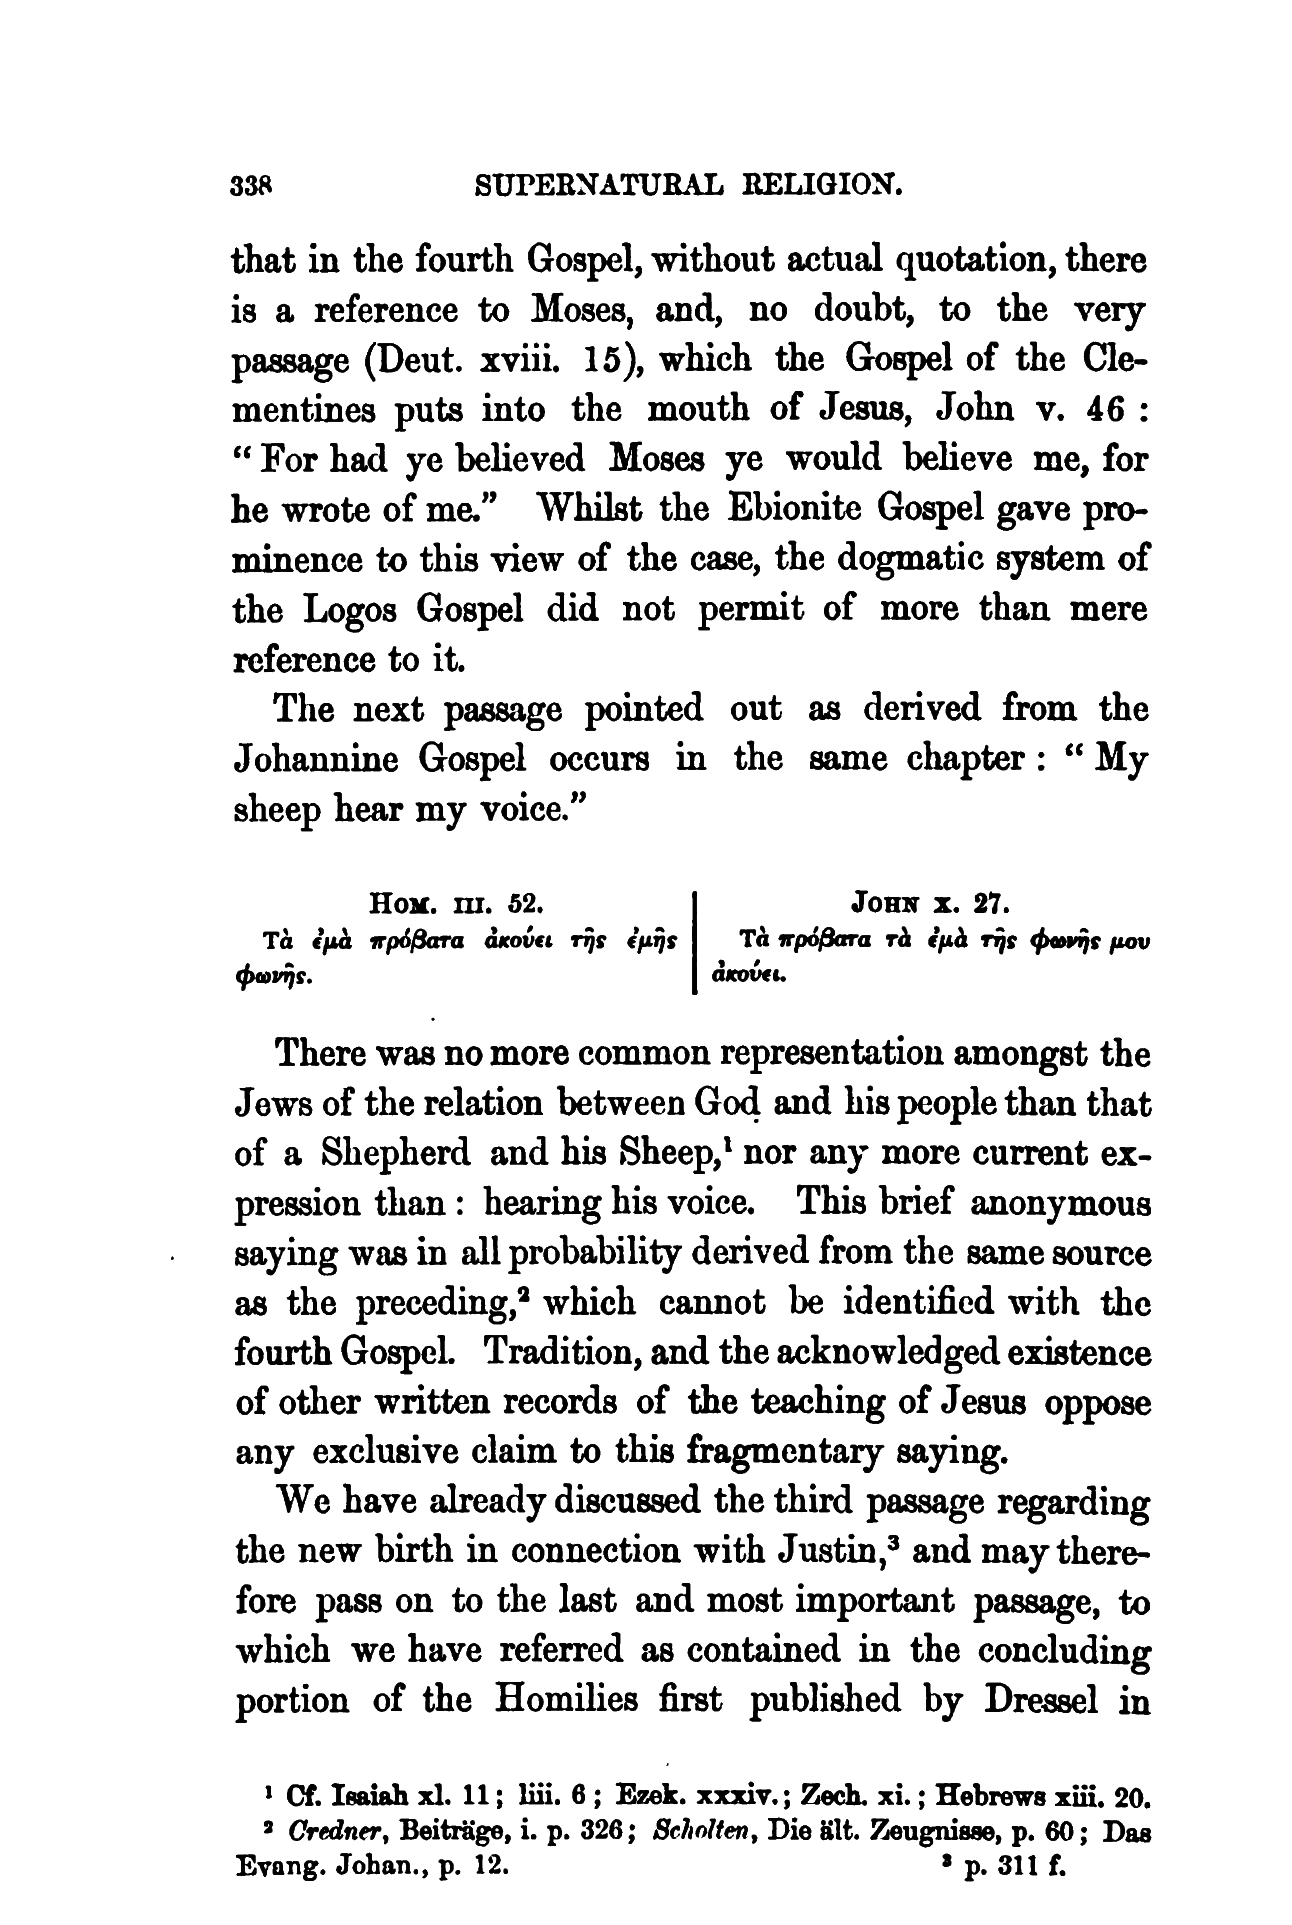 338 SUPERNATURAL RELIGION.
that in the fourth Gospel, without actual quotation, there
is a reference to Moses, and, no doubt, to the very
passage (Deut. xviii. 15), which the Gospel of the Cle-
mentines puts into the mouth of Jesus, John v. 46 :
“ For had ye believed Moses ye would believe me, for
he wrote of me.” Whilst the Ebionite Gospel gave pro-
minence to this view of the case, the dogmatic system of
the Logos Gospel did not permit of more than mere
reference to it.
The next passage pointed out as derived from the
Johannine Gospel occurs in the same chapter : “ My
sheep hear my voice.”
Hom. III. 52.
Τὰ ἐμὰ πρόβατα ἀκούει τῆς ἐμῆς
φωνῆς.
John X. 27.
Τὰ πρόβατα τὰ ἐμὰ τῆς φωνῆς μου
ἀκούει.
There was no more common representation amongst the
Jews of the relation between God and his people than that
of a Shepherd and his Sheep,¹ nor any more current ex-
pression than : hearing his voice. This brief anonymous
saying was in all probability derived from the same source
as the preceding,² which cannot be identified with the
fourth Gospel. Tradition, and the acknowledged existence
of other written records of the teaching of Jesus oppose
any exclusive claim to this fragmentary saying.
We have already discussed the third passage regarding
the new birth in connection with Justin,³ and may there-
fore pass on to the last and most important passage, to
which we have referred as contained in the concluding
portion of the Homilies first published by Dressel in
¹ Cf. Isaiah xl. 11 ; liii. 6 ; Ezek. xxxiv. ; Zech. xi. ; Hebrews xiii. 20.
² Credner, Beiträge, i. p. 326 ; Scholten, Die ält. Zeugnisse, p. 60 ; Das
Evang. Johan., p. 12. ³ p. 311 f.